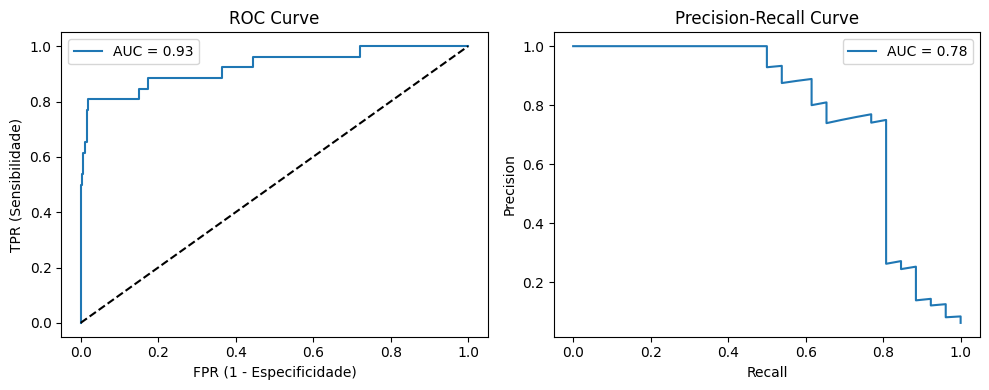 ROC Curve
AUC = 0.93
1.0
0.8
0.6
0.4
0.2
0.0
TPR (Sensibilidade)
0.0 0.2 0.4 0.6 0.8 1.0
FPR (1 - Especificidade)
Precision-Recall Curve
AUC = 0.78
1.0
0.8
0.6
0.4
0.2
Precision
0.0 0.2 0.4 0.6 0.8 1.0
Recall